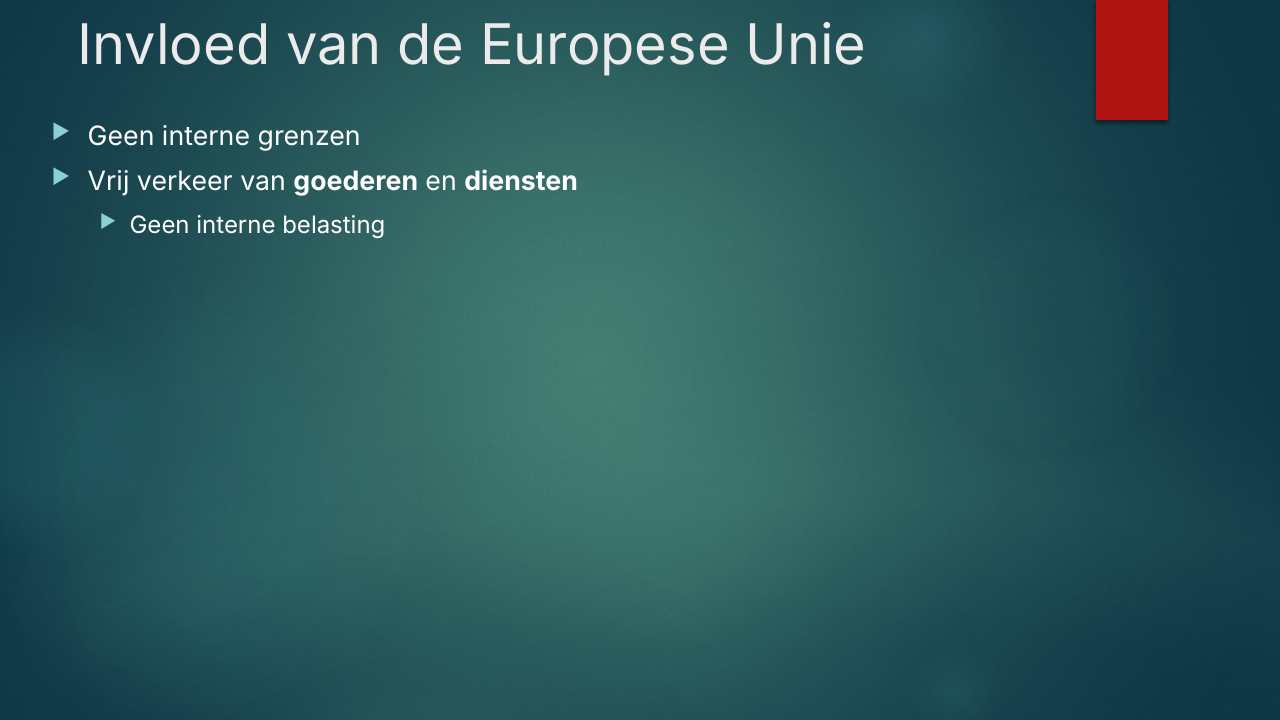 Invloed van de Europese Unie
Geen interne grenzen
Vrij verkeer van goederen en diensten
Geen interne belasting